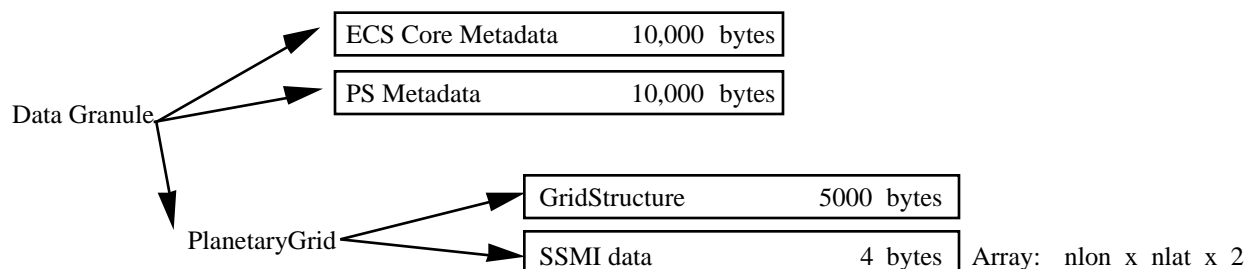 ECS Core Metadata 10,000 bytes
PS Metadata 10,000 bytes
Data Granule
GridStructure 5000 bytes
PlanetaryGrid
SSMI data 4 bytes Array: nlon x nlat x 2